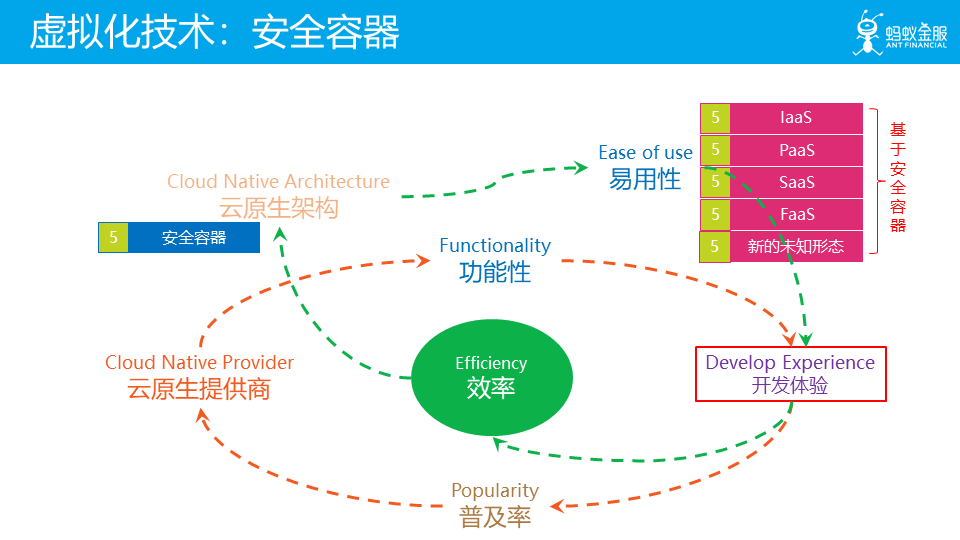 虚拟化技术：安全容器
蚂蚁金服
ANT FINANCIAL
5 IaaS
5 PaaS
5 SaaS
5 FaaS
5 新的未知形态
基于安全容器
Ease of use
易用性
Cloud Native Architecture
云原生架构
5 安全容器
Functionality
功能性
Cloud Native Provider
云原生提供商
Efficiency
效率
Develop Experience
开发体验
Popularity
普及率